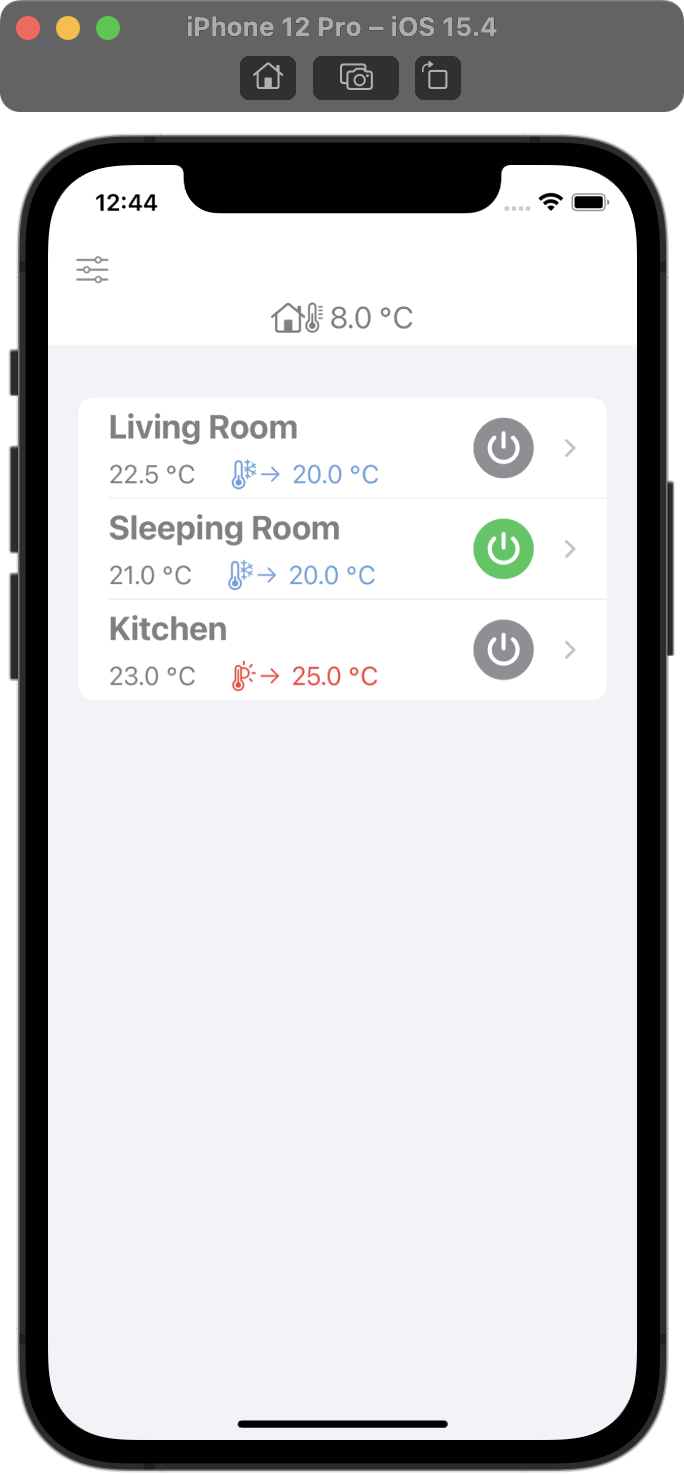 iPhone 12 Pro – iOS 15.4
12:44
8.0 °C
Living Room
22.5 °C → 20.0 °C
Sleeping Room
21.0 °C → 20.0 °C
Kitchen
23.0 °C → 25.0 °C